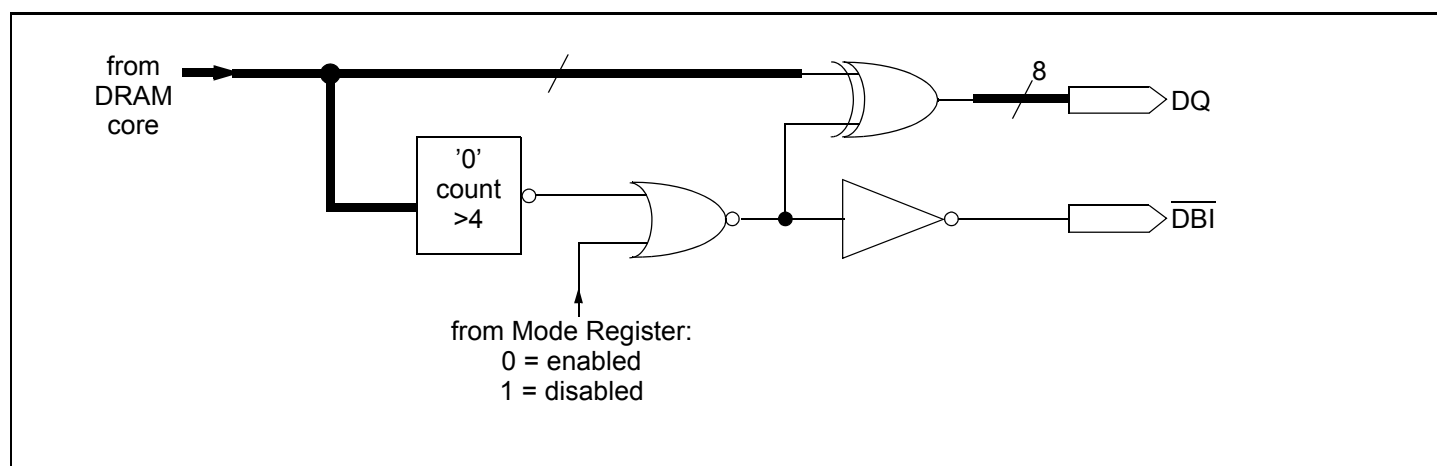 from
DRAM
core
8
DQ
'0'
count
>4
DBI
from Mode Register:
0 = enabled
1 = disabled